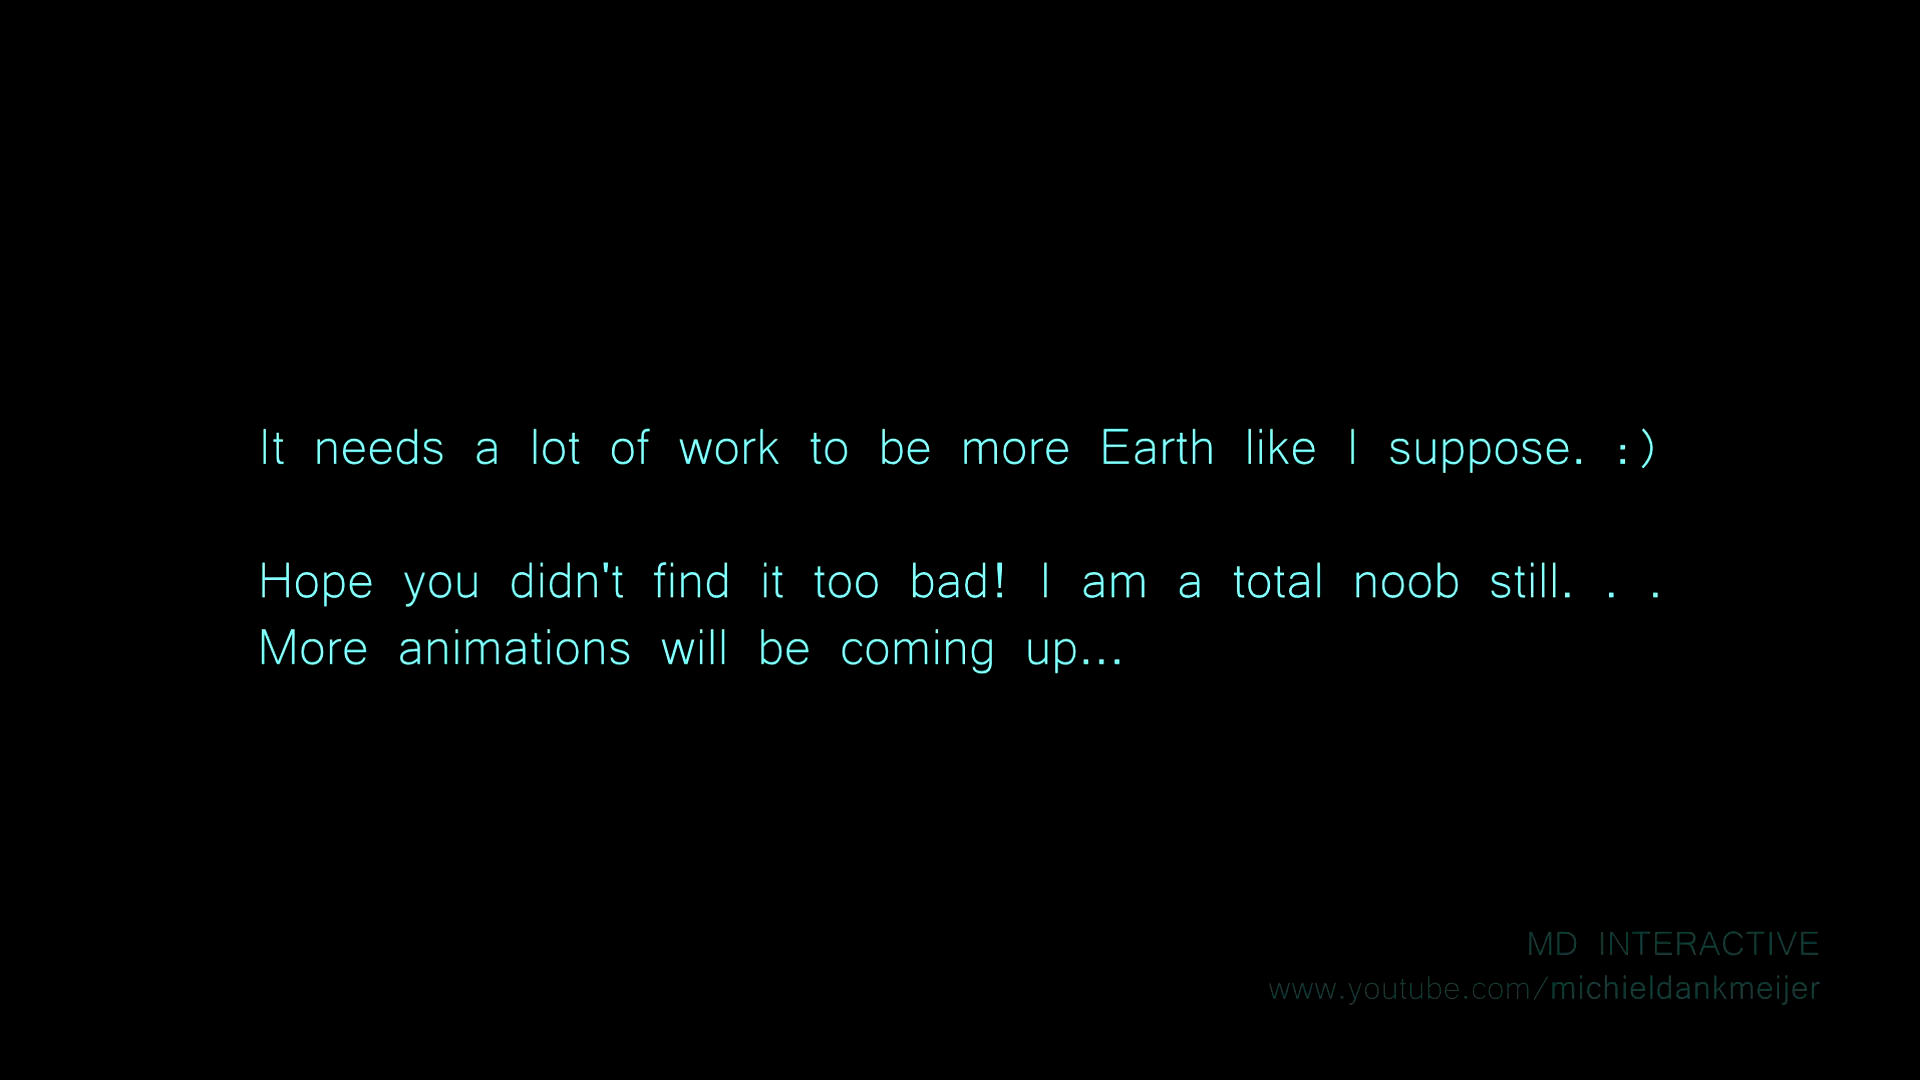 It needs a lot of work to be more Earth like I suppose. :)
Hope you didn't find it too bad! I am a total noob still. . .
More animations will be coming up...
MD INTERACTIVE
www.youtube.com/michieldankmeijer